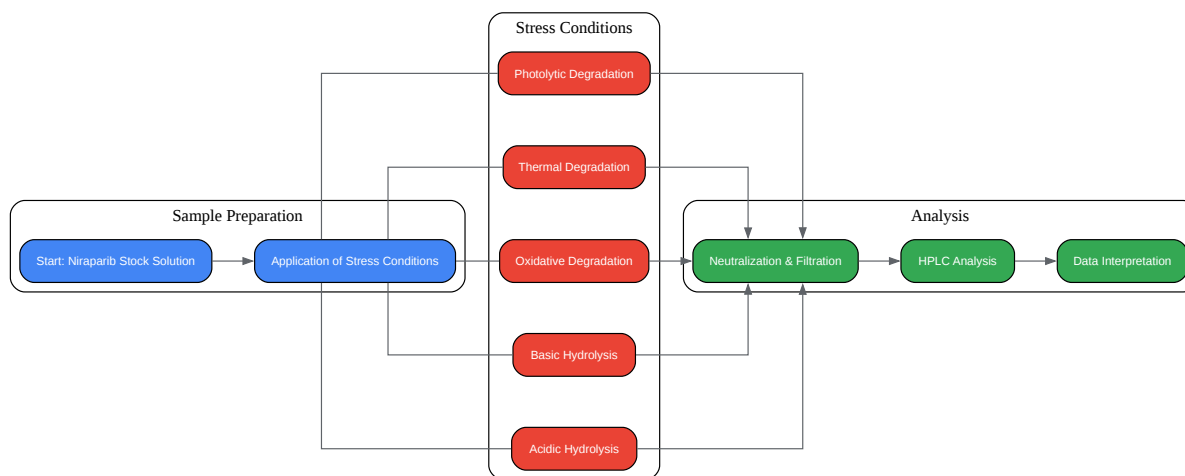 Stress Conditions
Photolytic Degradation
Thermal Degradation
Sample Preparation
Start: Niraparib Stock Solution
Application of Stress Conditions
Oxidative Degradation
Basic Hydrolysis
Acidic Hydrolysis
Analysis
Neutralization & Filtration
HPLC Analysis
Data Interpretation